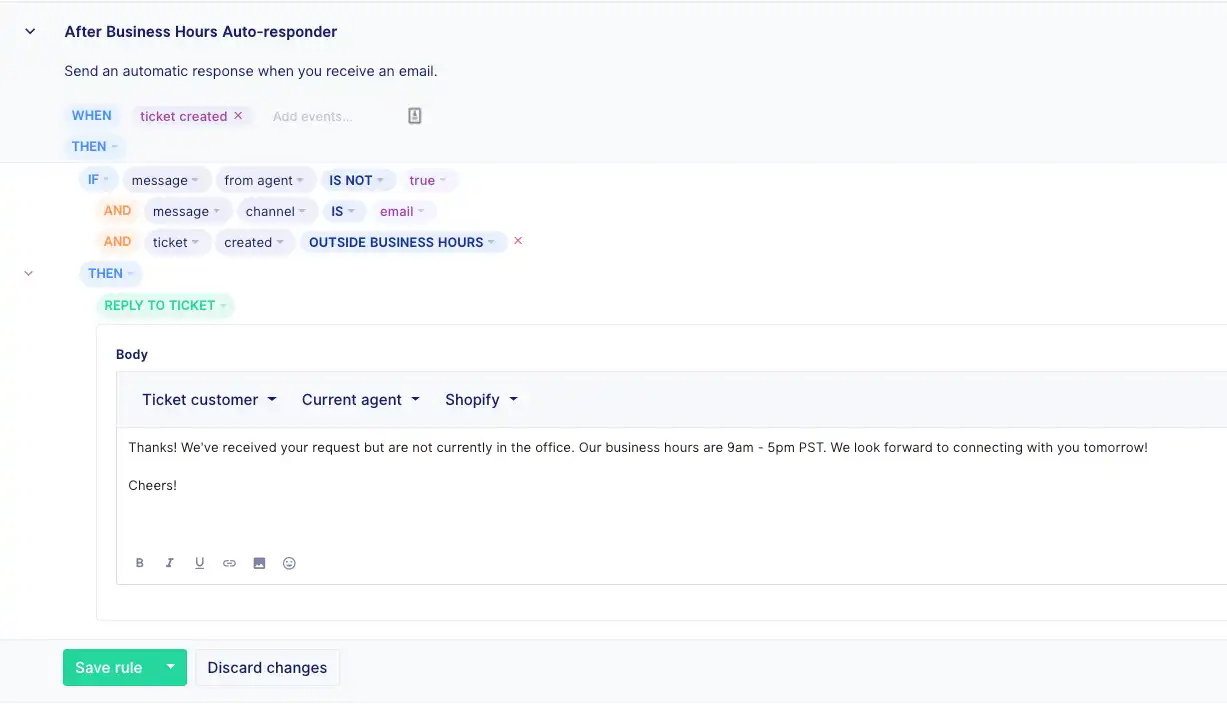 After Business Hours Auto-responder
Send an automatic response when you receive an email.
WHEN ticket created × Add events...
THEN
IF message from agent IS NOT true
AND message channel IS email
AND ticket created OUTSIDE BUSINESS HOURS ×
THEN
REPLY TO TICKET
Body
Ticket customer Current agent Shopify
Thanks! We've received your request but are not currently in the office. Our business hours are 9am - 5pm PST. We look forward to connecting with you tomorrow!
Cheers!
B I U
Save rule Discard changes